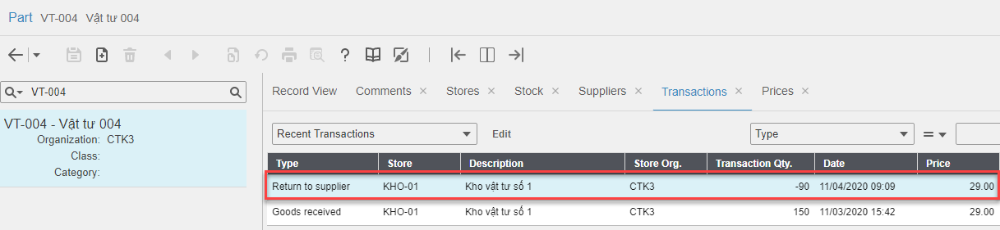 Part VT-004 Vật tư 004
VT-004
VT-004 - Vật tư 004
Organization: CTK3
Class:
Category:
Record View Comments Stores Stock Suppliers Transactions Prices
Recent Transactions Edit Type =
Type Store Description Store Org. Transaction Qty. Date Price
Return to supplier KHO-01 Kho vật tư số 1 CTK3 -90 11/04/2020 09:09 29.00
Goods received KHO-01 Kho vật tư số 1 CTK3 150 11/03/2020 15:42 29.00